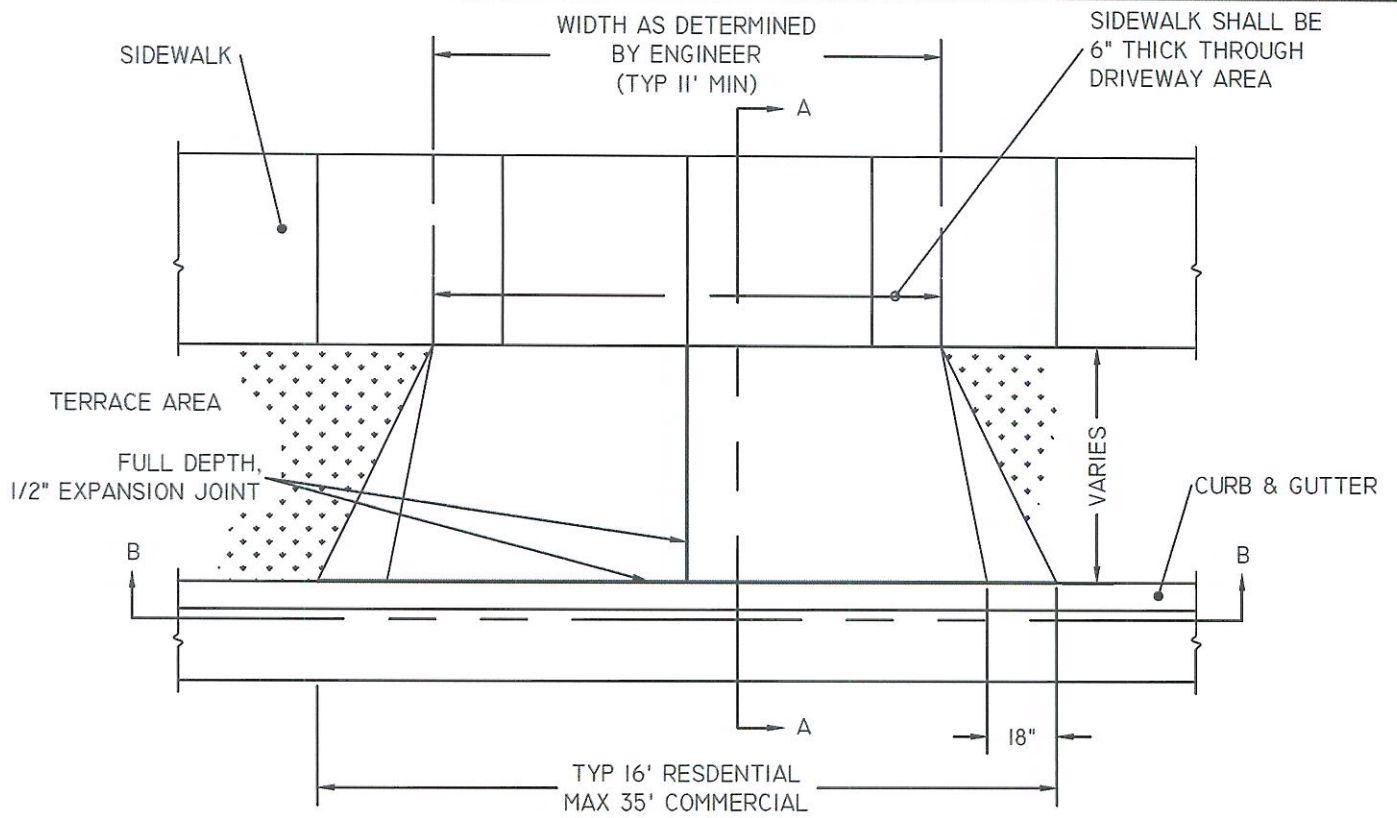 WIDTH AS DETERMINED
BY ENGINEER
(TYP 11' MIN)
SIDEWALK
SIDEWALK SHALL BE
6" THICK THROUGH
DRIVEWAY AREA
A
TERRACE AREA
FULL DEPTH,
1/2" EXPANSION JOINT
VARIES
CURB & GUTTER
B
B
A
18"
TYP 16' RESDENTIAL
MAX 35' COMMERCIAL